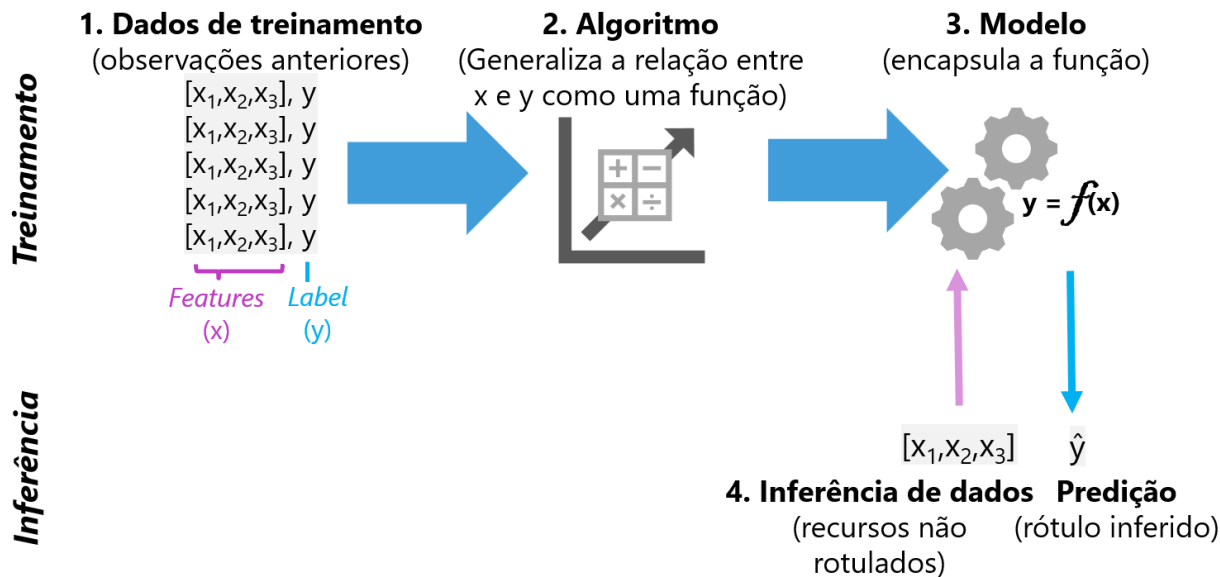 1. Dados de treinamento
(observações anteriores)
[x₁,x₂,x₃], y
[x₁,x₂,x₃], y
[x₁,x₂,x₃], y
[x₁,x₂,x₃], y
[x₁,x₂,x₃], y
Features
(x)
Label
(y)
2. Algoritmo
(Generaliza a relação entre
x e y como uma função)
3. Modelo
(encapsula a função)
y = f(x)
Treinamento
Inferência
[x₁,x₂,x₃]
4. Inferência de dados
(recursos não
rotulados)
ŷ
Predição
(rótulo inferido)